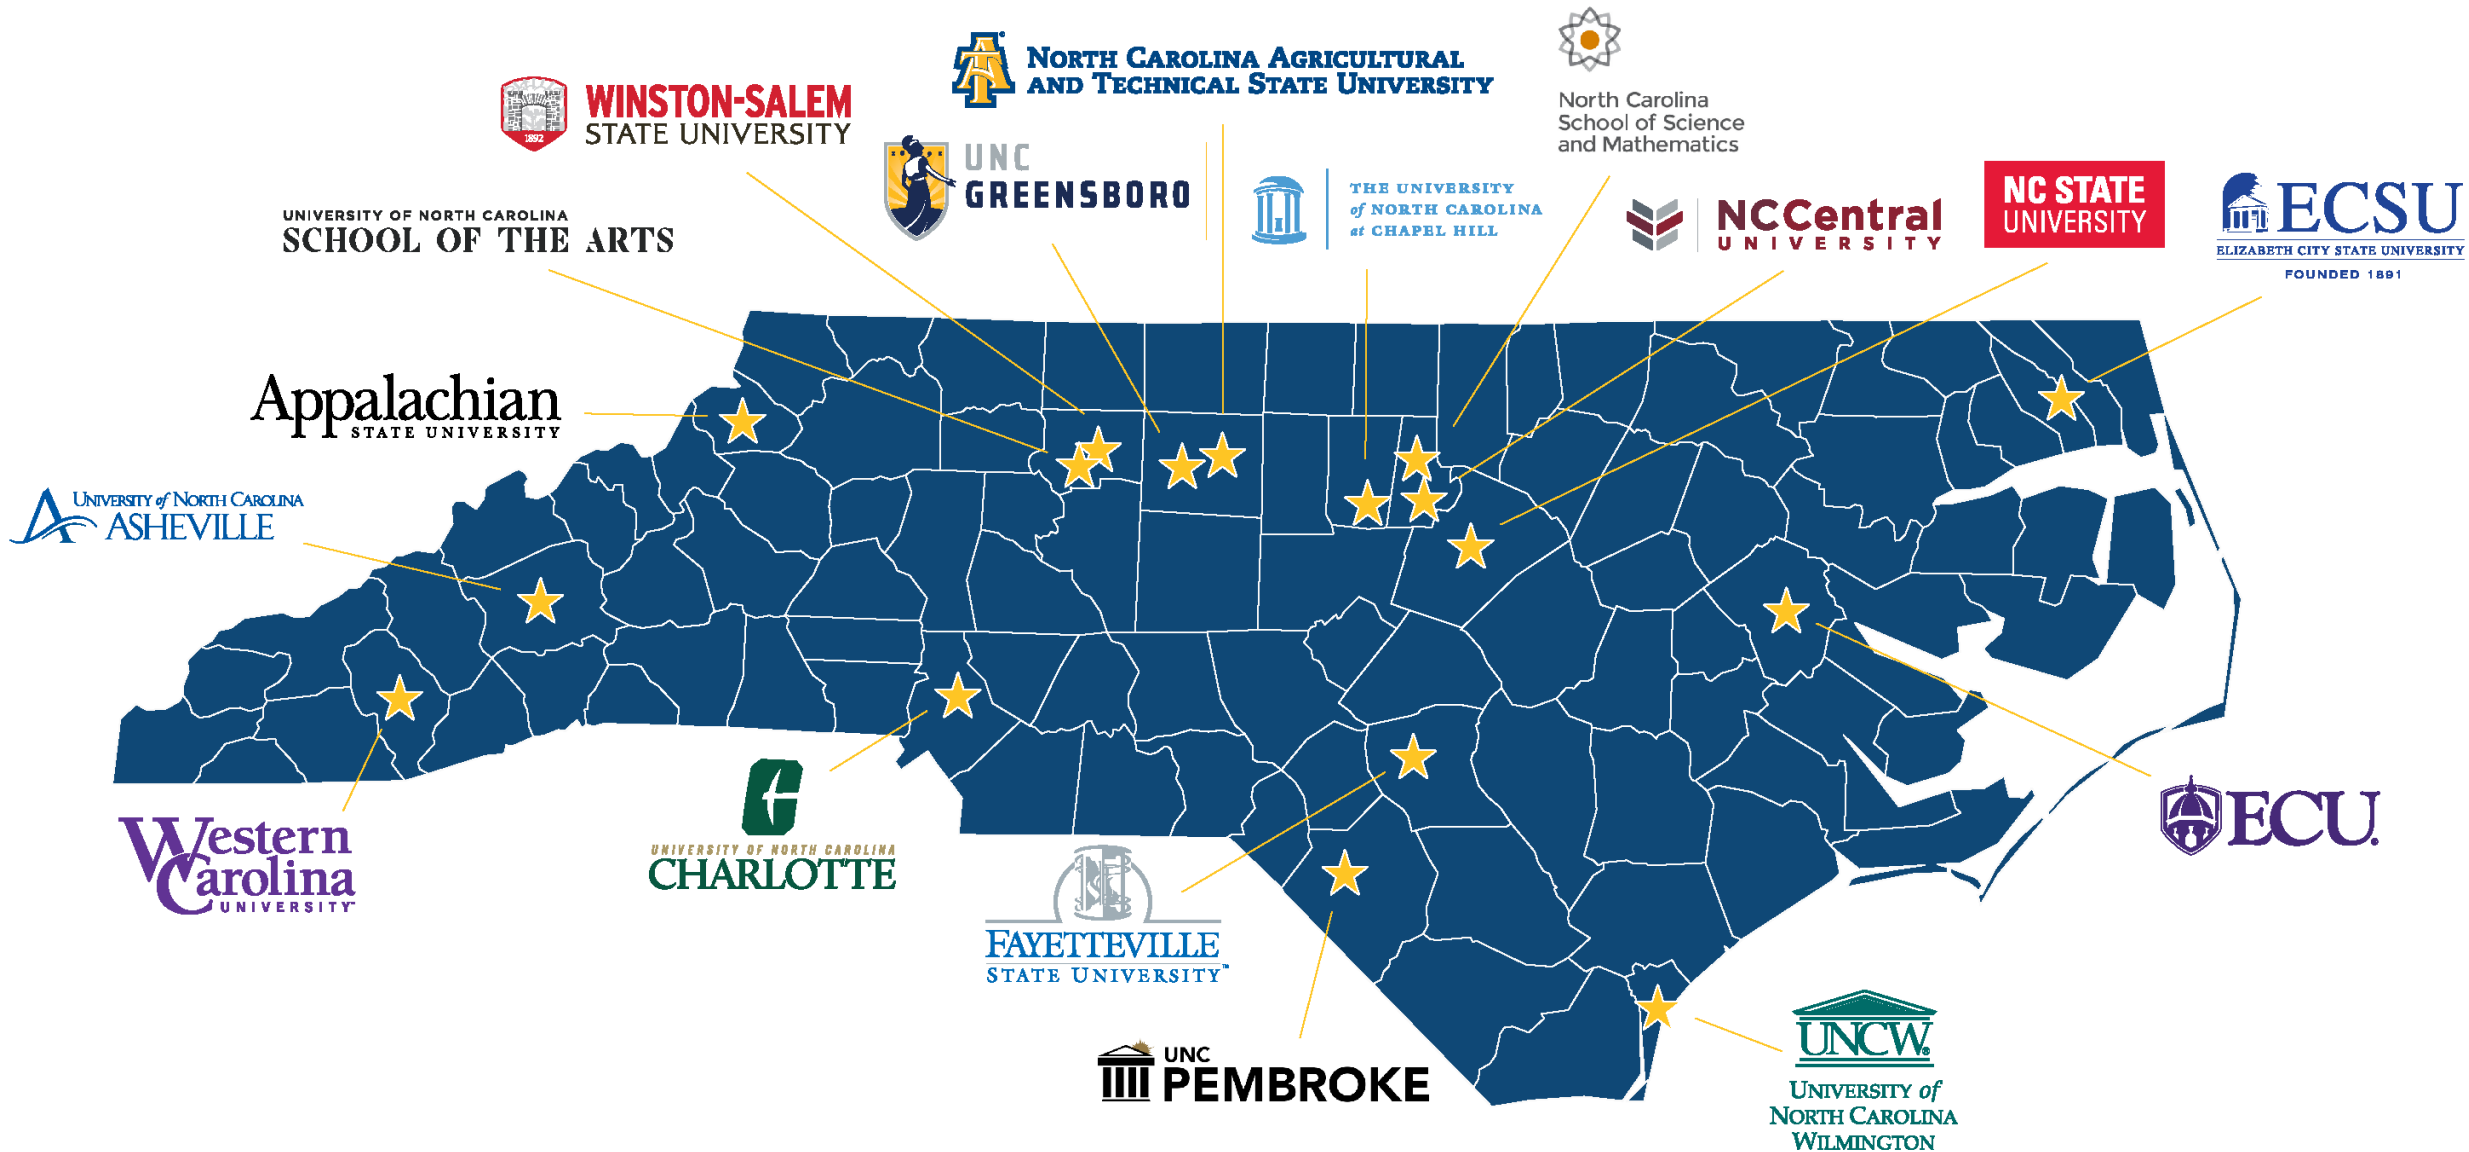 NORTH CAROLINA AGRICULTURAL
AND TECHNICAL STATE UNIVERSITY
WINSTON-SALEM
STATE UNIVERSITY
1892
North Carolina
School of Science
and Mathematics
UNC
GREENSBORO
THE UNIVERSITY
of NORTH CAROLINA
at CHAPEL HILL
NCCentral
UNIVERSITY
NC STATE
UNIVERSITY
ECSU
ELIZABETH CITY STATE UNIVERSITY
FOUNDED 1891
UNIVERSITY OF NORTH CAROLINA
SCHOOL OF THE ARTS
Appalachian
STATE UNIVERSITY
UNIVERSITY of NORTH CAROLINA
ASHEVILLE
Western
Carolina
UNIVERSITY™
UNIVERSITY OF NORTH CAROLINA
CHARLOTTE
FAYETTEVILLE
STATE UNIVERSITY™
ECU®
UNC
PEMBROKE
UNCW®
UNIVERSITY of
NORTH CAROLINA
WILMINGTON